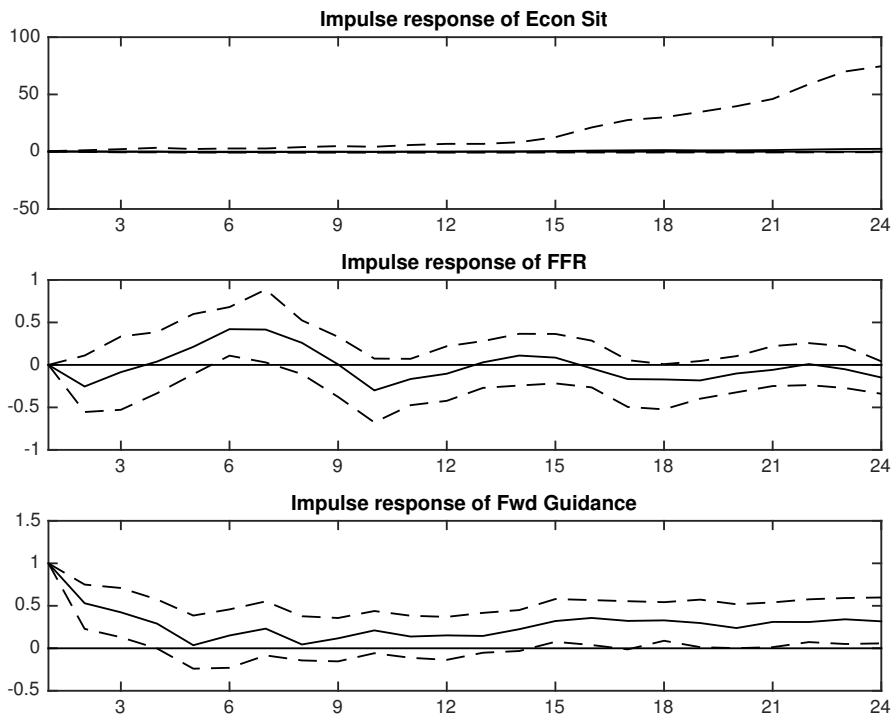 Impulse response of Econ Sit
100
50
0
-50
3 6 9 12 15 18 21 24
Impulse response of FFR
1
0.5
0
-0.5
-1
3 6 9 12 15 18 21 24
Impulse response of Fwd Guidance
1.5
1
0.5
0
-0.5
3 6 9 12 15 18 21 24